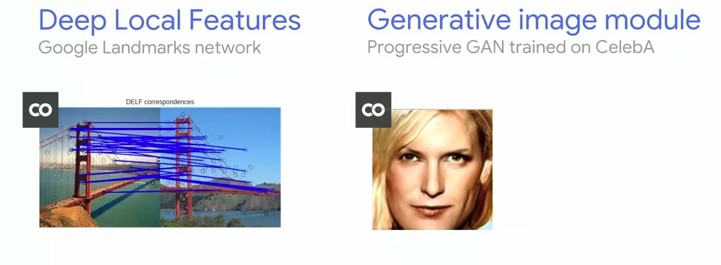 Deep Local Features
Google Landmarks network
CO
DELF correspondences
Generative image module
Progressive GAN trained on CelebA
CO